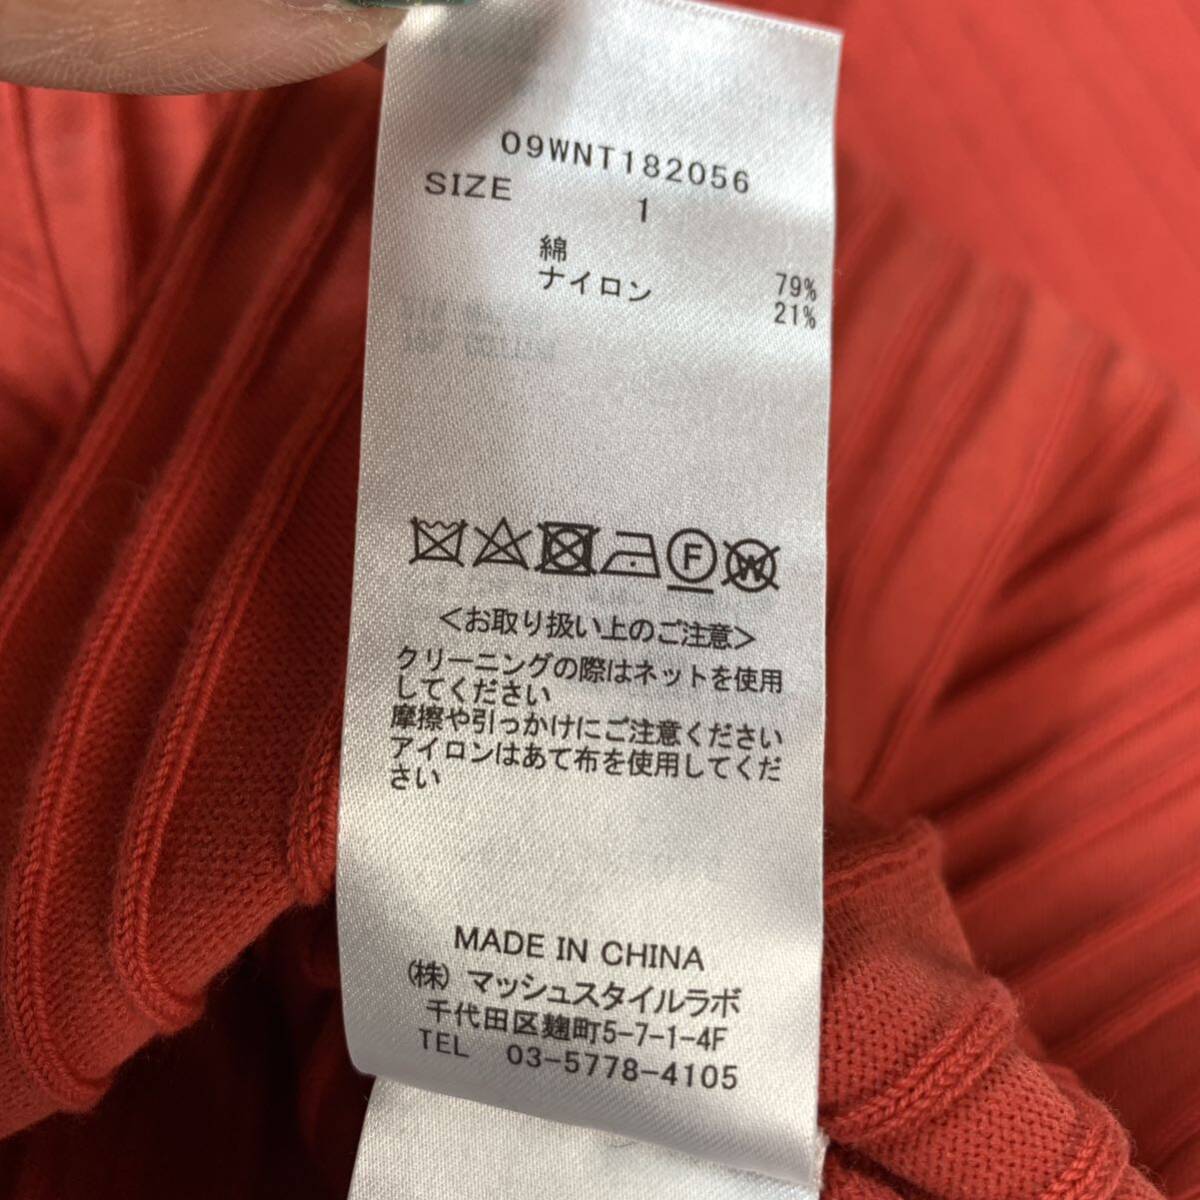 09WNT182056
SIZE 1
綿 79%
ナイロン 21%
F W
<お取り扱い上のご注意>
クリーニングの際はネットを使用
してください
摩擦や引っかけにご注意ください
アイロンはあて布を使用してくだ
さい
MADE IN CHINA
(株) マッシュスタイルラボ
千代田区麹町5-7-1-4F
TEL 03-5778-4105